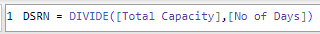 1 DSRN = DIVIDE([Total Capacity],[No of Days])